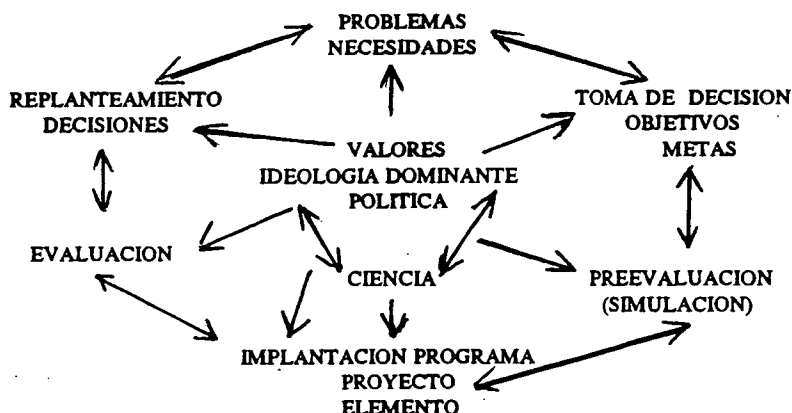 PROBLEMAS
NECESIDADES
REPLANTEAMIENTO
DECISIONES
TOMA DE DECISION
OBJETIVOS
METAS
VALORES
IDEOLOGIA DOMINANTE
POLITICA
EVALUACION
CIENCIA
PREEVALUACION
(SIMULACION)
IMPLANTACION PROGRAMA
PROYECTO
ELEMENTO